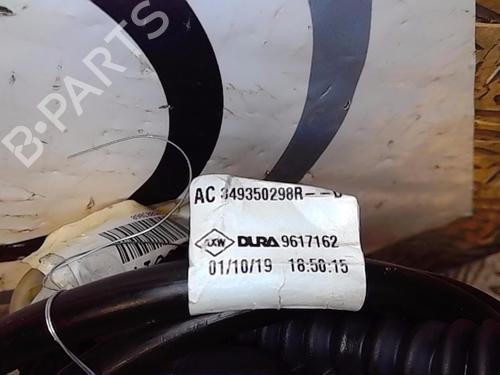 B-PARTS
AC 349350298R-- D
DURA 9617162
01/10/19 16:50:15